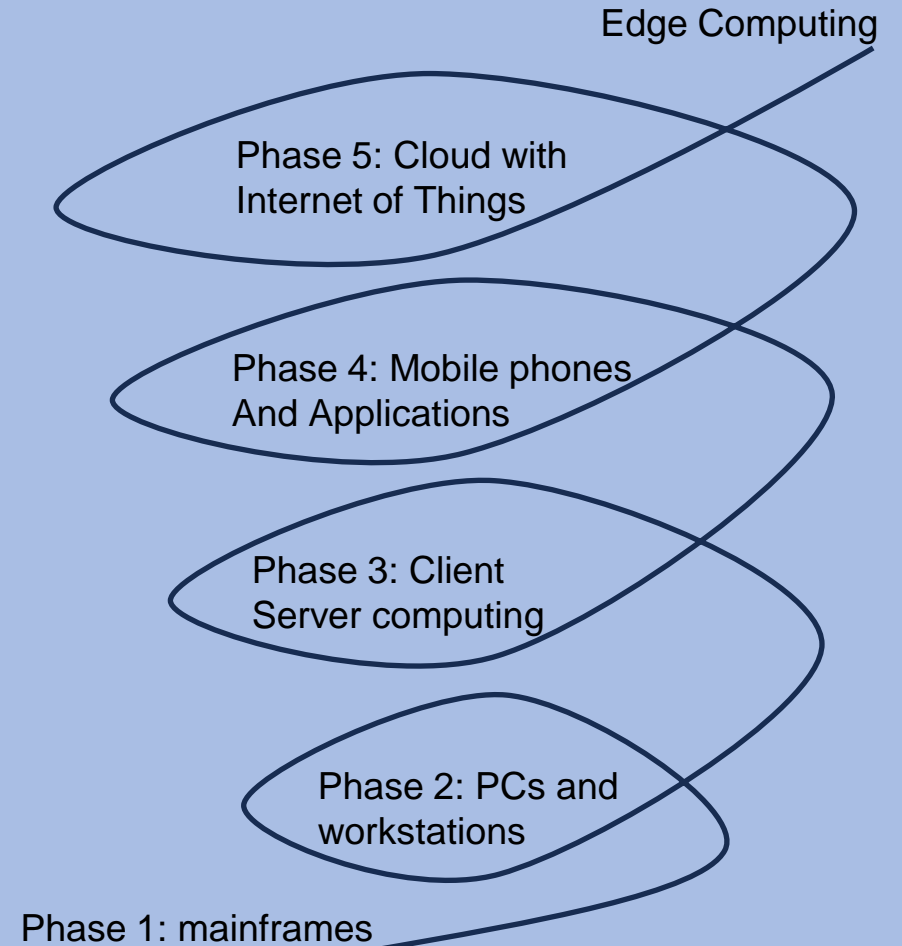 Edge Computing
Phase 5: Cloud with
Internet of Things
Phase 4: Mobile phones
And Applications
Phase 3: Client
Server computing
Phase 2: PCs and
workstations
Phase 1: mainframes